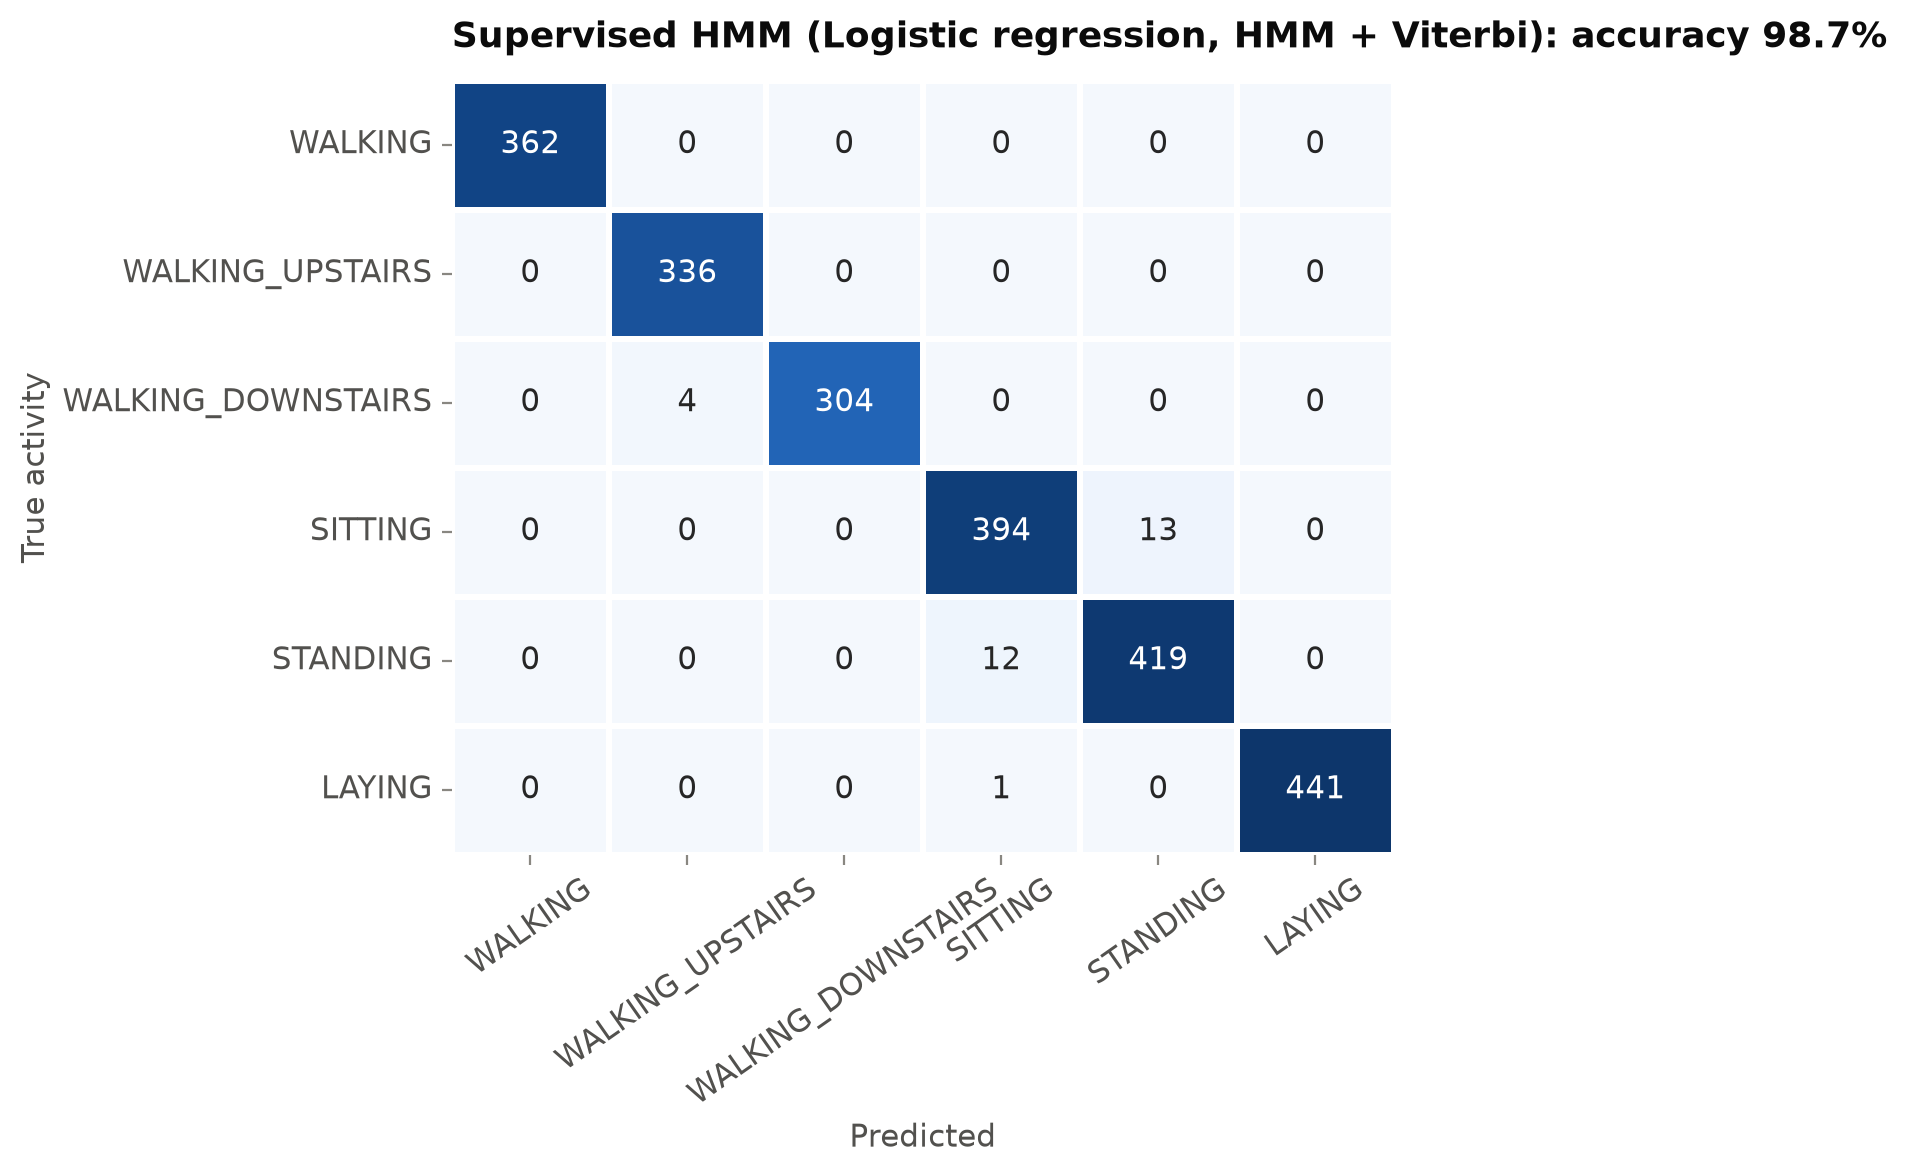 Supervised HMM (Logistic regression, HMM + Viterbi): accuracy 98.7%
True activity
WALKING 362 0 0 0 0 0
WALKING_UPSTAIRS 0 336 0 0 0 0
WALKING_DOWNSTAIRS 0 4 304 0 0 0
SITTING 0 0 0 394 13 0
STANDING 0 0 0 12 419 0
LAYING 0 0 0 1 0 441
WALKING
WALKING_UPSTAIRS
WALKING_DOWNSTAIRS
SITTING
STANDING
LAYING
Predicted